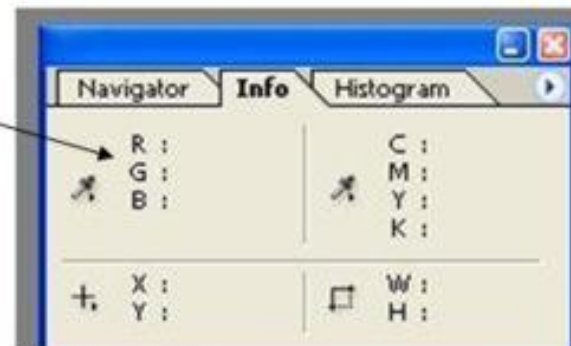 Navigator Info Histogram
R :
G :
B :
C :
M :
Y :
K :
X :
Y :
W :
H :